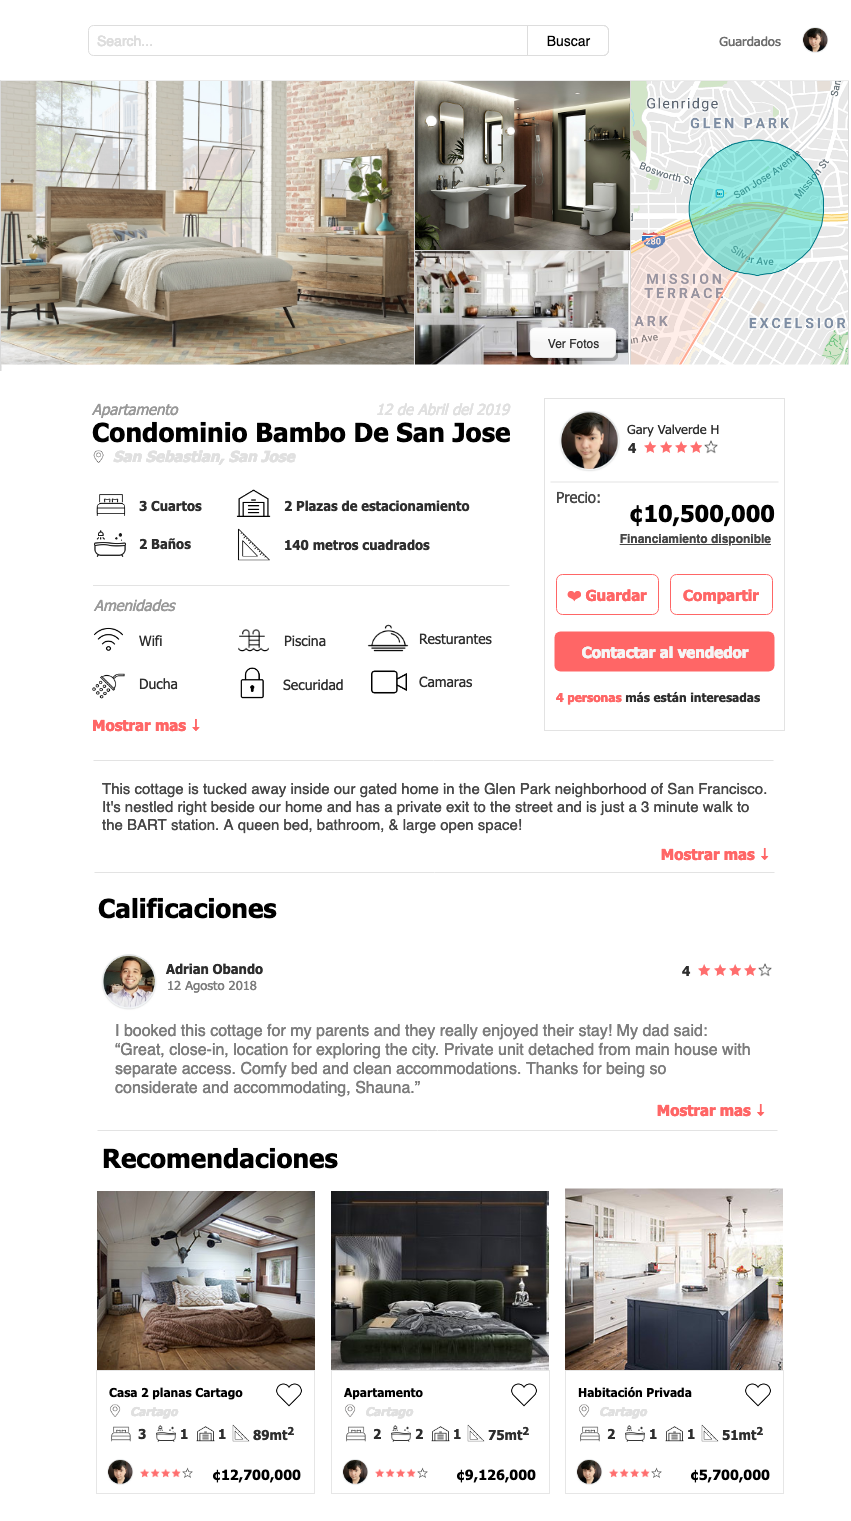 Search...
Buscar
Guardados
Glenridge
GLEN PARK
Bosworth St
San Jose Avenue
Mission St
280
Silver Ave
MISSION
TERRACE
ARK
EXCELSIOR
an Ave
San
Ver Fotos
Apartamento
12 de Abril del 2019
Condominio Bambo De San Jose
San Sebastian, San Jose
3 Cuartos
2 Plazas de estacionamiento
2 Baños
140 metros cuadrados
Amenidades
Wifi
Piscina
Resturantes
Ducha
Securidad
Camaras
Mostrar mas ↓
Gary Valverde H
4 ★★★★☆
Precio:
₵10,500,000
Financiamiento disponible
❤ Guardar
Compartir
Contactar al vendedor
4 personas más están interesadas
This cottage is tucked away inside our gated home in the Glen Park neighborhood of San Francisco.
It's nestled right beside our home and has a private exit to the street and is just a 3 minute walk to
the BART station. A queen bed, bathroom, & large open space!
Mostrar mas ↓
Calificaciones
Adrian Obando
12 Agosto 2018
4 ★★★★☆
I booked this cottage for my parents and they really enjoyed their stay! My dad said:
“Great, close-in, location for exploring the city. Private unit detached from main house with
separate access. Comfy bed and clean accommodations. Thanks for being so
considerate and accommodating, Shauna.”
Mostrar mas ↓
Recomendaciones
Casa 2 planas Cartago
Cartago
3 1 1 89mt²
★★★★☆ ₵12,700,000
Apartamento
Cartago
2 2 1 75mt²
★★★★☆ ₵9,126,000
Habitación Privada
Cartago
2 1 1 51mt²
★★★★☆ ₵5,700,000